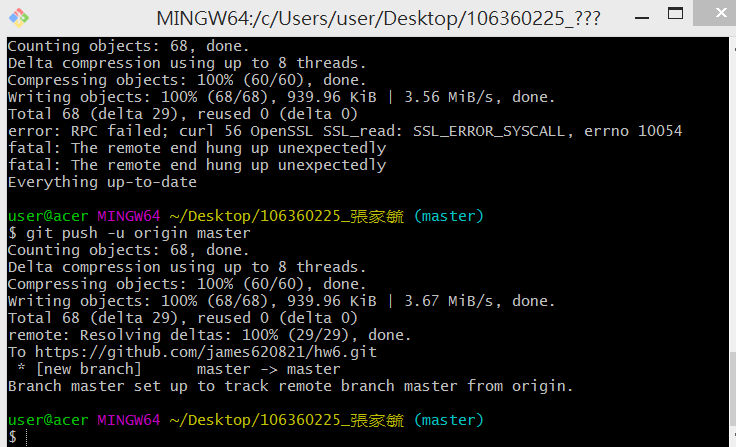 MINGW64:/c/Users/user/Desktop/106360225_???
Counting objects: 68, done.
Delta compression using up to 8 threads.
Compressing objects: 100% (60/60), done.
Writing objects: 100% (68/68), 939.96 KiB | 3.56 MiB/s, done.
Total 68 (delta 29), reused 0 (delta 0)
error: RPC failed; curl 56 OpenSSL SSL_read: SSL_ERROR_SYSCALL, errno 10054
fatal: The remote end hung up unexpectedly
fatal: The remote end hung up unexpectedly
Everything up-to-date
user@acer MINGW64 ~/Desktop/106360225_張家毓 (master)
$ git push -u origin master
Counting objects: 68, done.
Delta compression using up to 8 threads.
Compressing objects: 100% (60/60), done.
Writing objects: 100% (68/68), 939.96 KiB | 3.67 MiB/s, done.
Total 68 (delta 29), reused 0 (delta 0)
remote: Resolving deltas: 100% (29/29), done.
To https://github.com/james620821/hw6.git
 * [new branch]      master -> master
Branch master set up to track remote branch master from origin.
user@acer MINGW64 ~/Desktop/106360225_張家毓 (master)
$